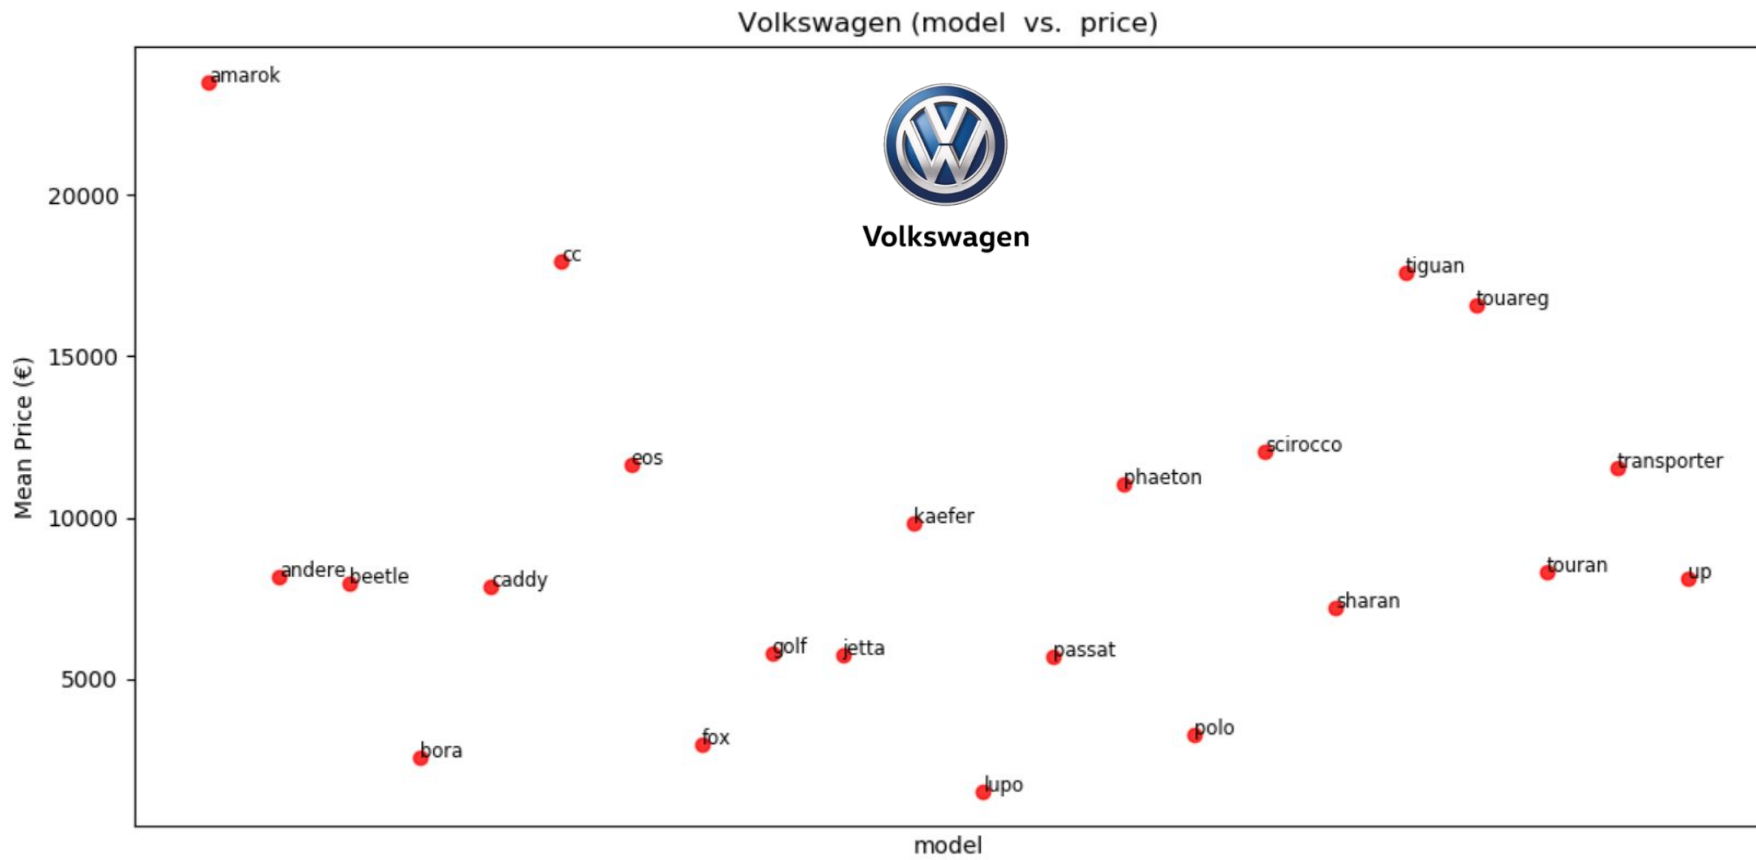 Volkswagen (model vs. price)
amarok
Volkswagen
20000
cc
tiguan
touareg
15000
Mean Price (€)
scirocco
eos
transporter
phaeton
10000
kaefer
andere
beetle
caddy
touran
up
sharan
golf
jetta
passat
5000
polo
fox
bora
lupo
model